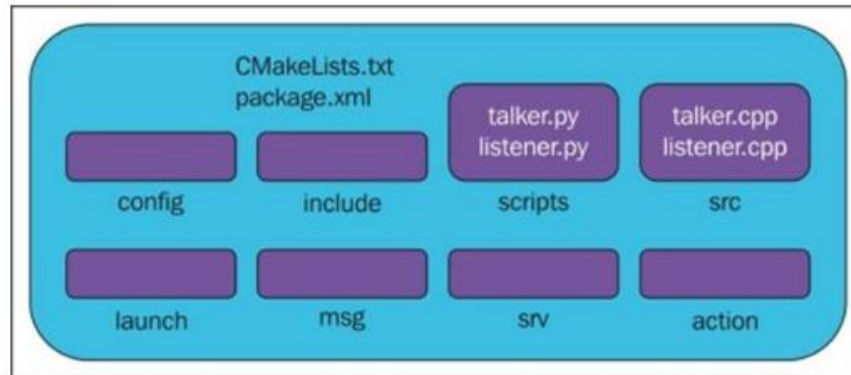 CMakeLists.txt
package.xml
talker.py
listener.py
talker.cpp
listener.cpp
config
include
scripts
src
launch
msg
srv
action